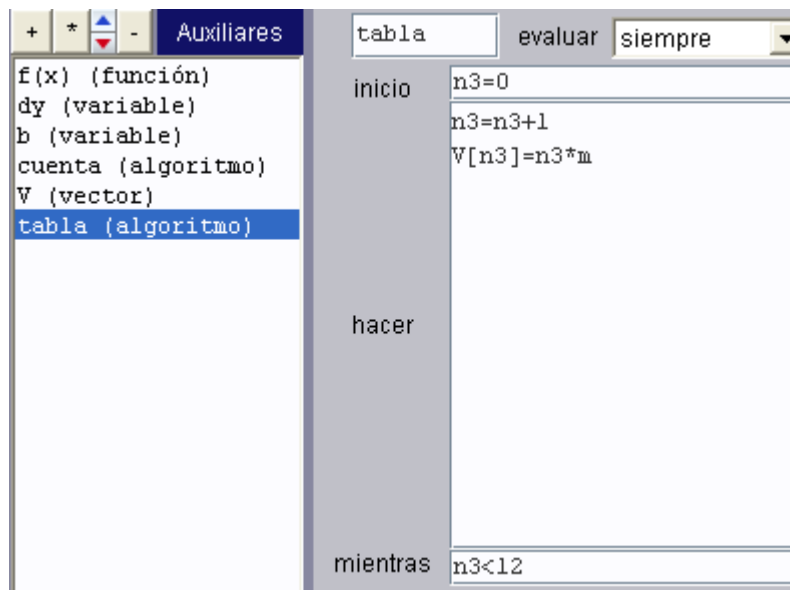 + * - Auxiliares
f(x) (función)
dy (variable)
b (variable)
cuenta (algoritmo)
V (vector)
tabla (algoritmo)
tabla evaluar siempre
inicio n3=0
hacer
n3=n3+1
V[n3]=n3*m
mientras n3<12